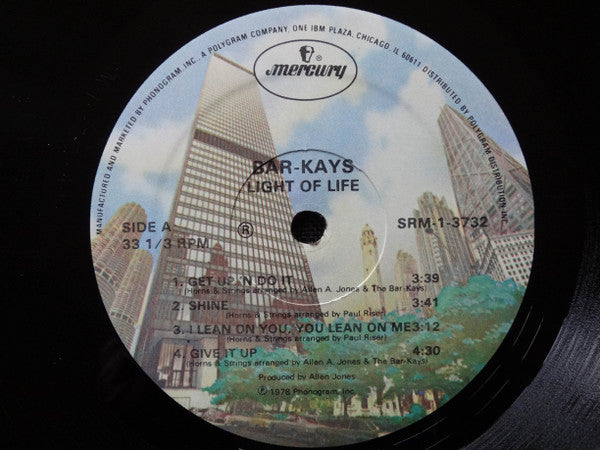 MANUFACTURED AND MARKETED BY PHONOGRAM, INC., A POLYGRAM COMPANY, ONE IBM PLAZA, CHICAGO, IL 60611 DISTRIBUTED BY POLYGRAM DISTRIBUTION, INC.
mercury ®
BAR-KAYS
LIGHT OF LIFE
SIDE A
33 1/3 RPM
®
SRM-1-3732
1. GET UP 'N DO IT 3:39
(Horns & Strings arranged by Allen A. Jones & The Bar-Kays)
2. SHINE 3:41
(Horns & Strings arranged by Paul Riser)
3. I LEAN ON YOU, YOU LEAN ON ME 3:12
(Horns & Strings arranged by Paul Riser)
4. GIVE IT UP 4:30
(Horns & Strings arranged by Allen A. Jones & The Bar-Kays)
Produced by Allen Jones
℗ 1978 Phonogram, Inc.